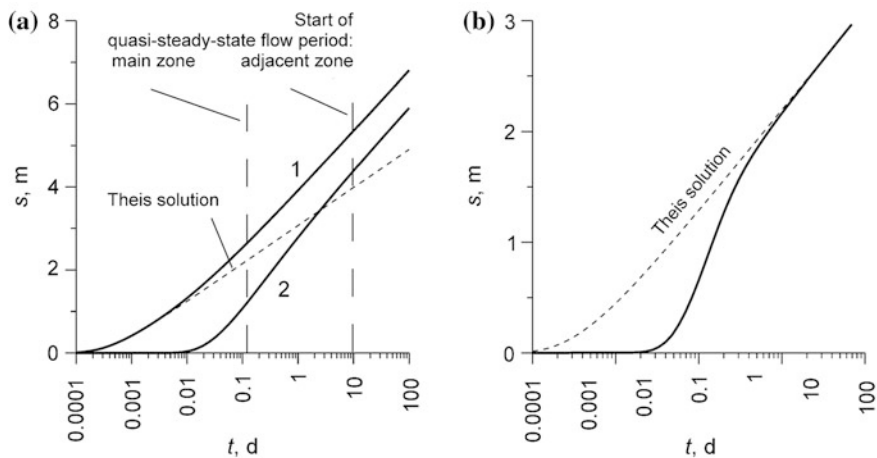 (a)
8
6
4
2
0
s, m
Start of
quasi-steady-state flow period:
main zone adjacent zone
Theis solution
1
2
0.0001
0.001
0.01
0.1
1
10
100
t, d
(b)
3
2
1
0
s, m
Theis solution
0.0001
0.001
0.01
0.1
1
10
100
t, d